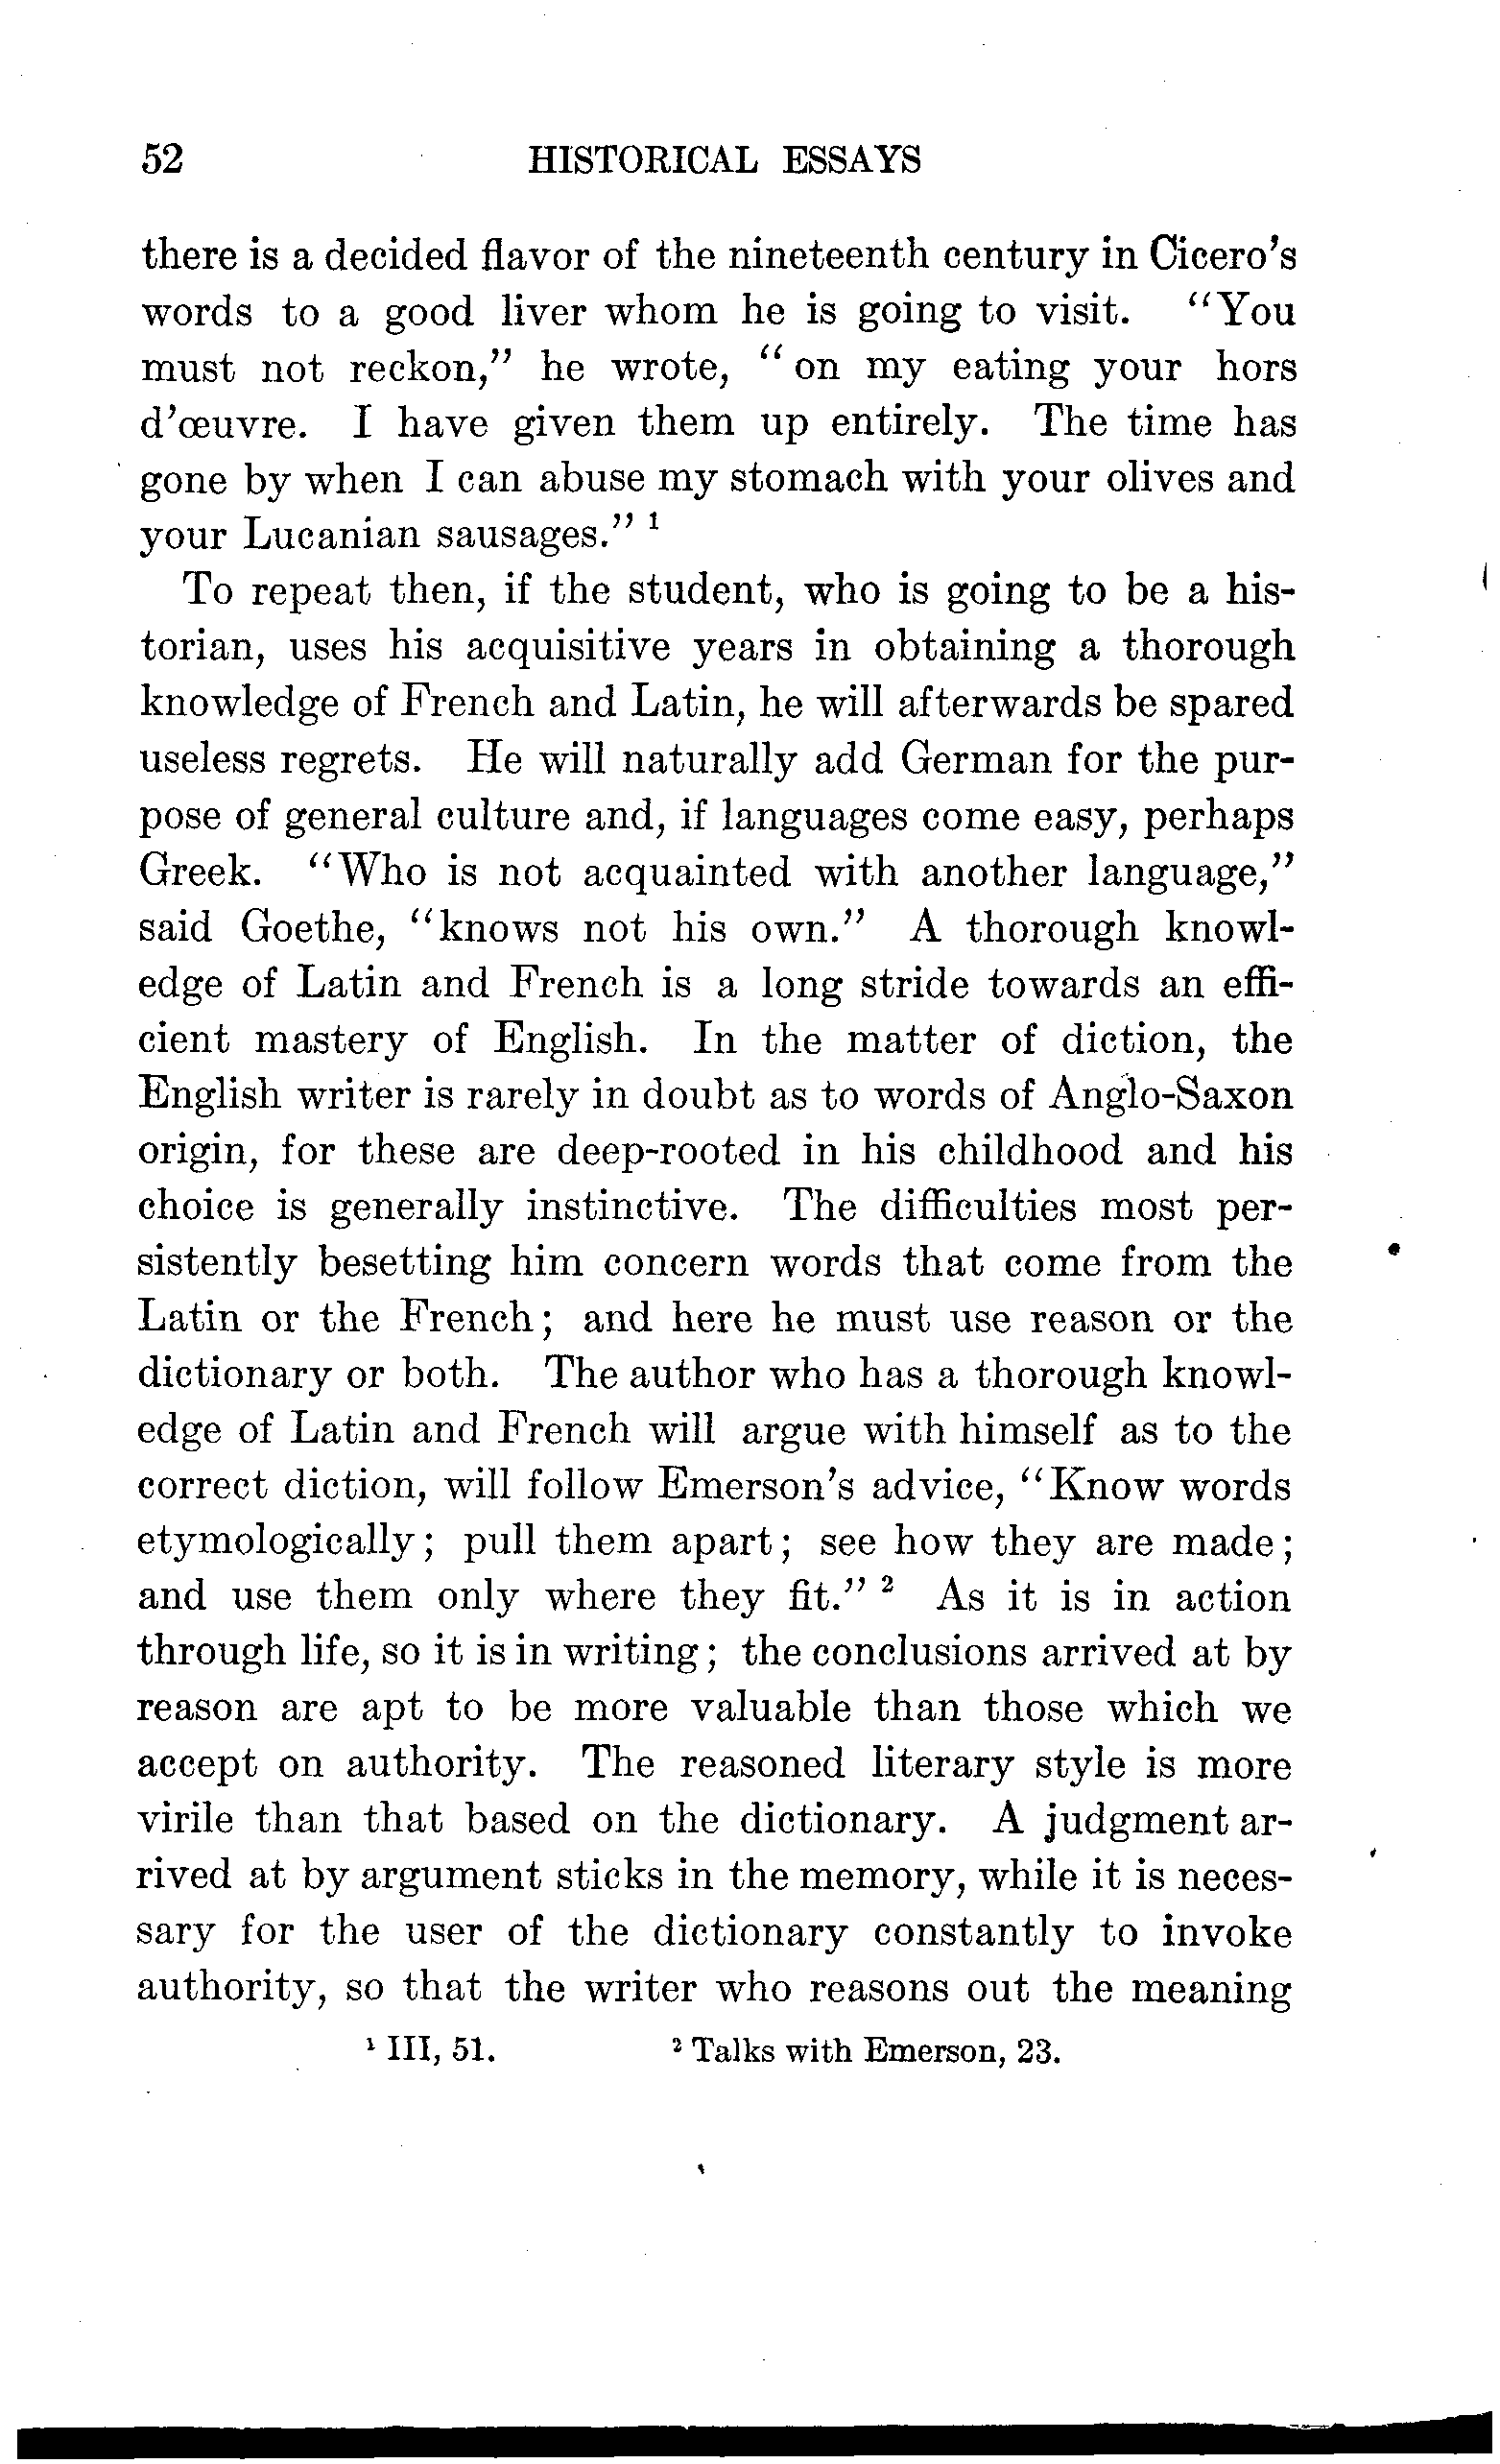 52 HISTORICAL ESSAYS
there is a decided flavor of the nineteenth century in Cicero's
words to a good liver whom he is going to visit. "You
must not reckon," he wrote, "on my eating your hors
d'œuvre. I have given them up entirely. The time has
gone by when I can abuse my stomach with your olives and
your Lucanian sausages." ¹
To repeat then, if the student, who is going to be a his-
torian, uses his acquisitive years in obtaining a thorough
knowledge of French and Latin, he will afterwards be spared
useless regrets. He will naturally add German for the pur-
pose of general culture and, if languages come easy, perhaps
Greek. "Who is not acquainted with another language,"
said Goethe, "knows not his own." A thorough knowl-
edge of Latin and French is a long stride towards an effi-
cient mastery of English. In the matter of diction, the
English writer is rarely in doubt as to words of Anglo-Saxon
origin, for these are deep-rooted in his childhood and his
choice is generally instinctive. The difficulties most per-
sistently besetting him concern words that come from the
Latin or the French; and here he must use reason or the
dictionary or both. The author who has a thorough knowl-
edge of Latin and French will argue with himself as to the
correct diction, will follow Emerson's advice, "Know words
etymologically; pull them apart; see how they are made;
and use them only where they fit." ² As it is in action
through life, so it is in writing; the conclusions arrived at by
reason are apt to be more valuable than those which we
accept on authority. The reasoned literary style is more
virile than that based on the dictionary. A judgment ar-
rived at by argument sticks in the memory, while it is neces-
sary for the user of the dictionary constantly to invoke
authority, so that the writer who reasons out the meaning
¹ III, 51. ² Talks with Emerson, 23.